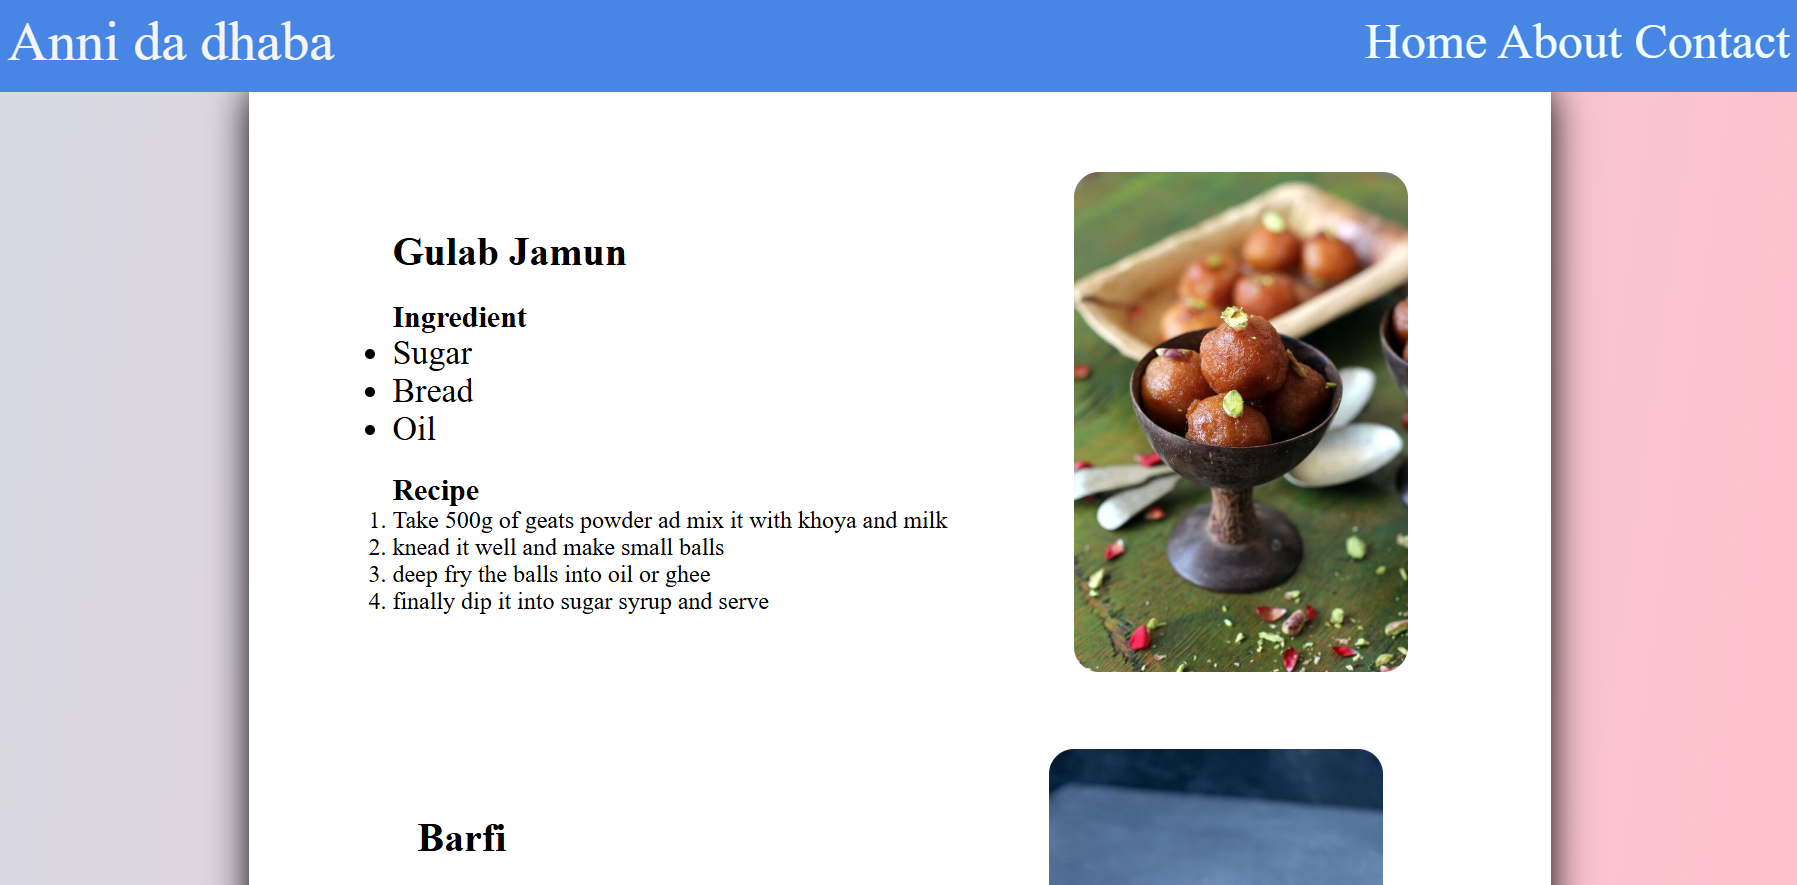 Anni da dhaba
Home About Contact
Gulab Jamun
Ingredient
• Sugar
• Bread
• Oil
Recipe
1. Take 500g of geats powder ad mix it with khoya and milk
2. knead it well and make small balls
3. deep fry the balls into oil or ghee
4. finally dip it into sugar syrup and serve
Barfi